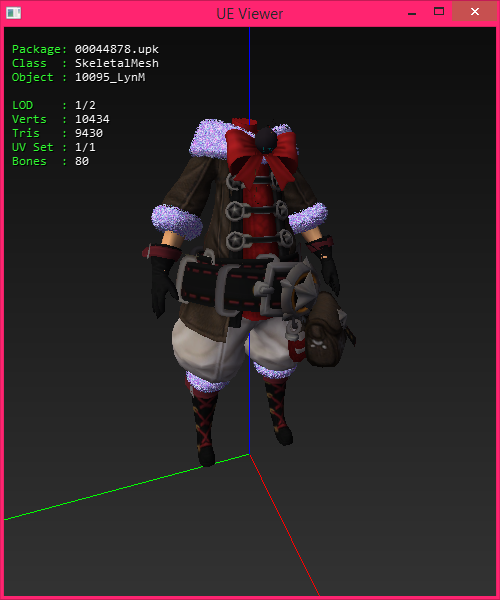 UE Viewer
Package: 00044878.upk
Class : SkeletalMesh
Object : 10095_LynM
LOD : 1/2
Verts : 10434
Tris : 9430
UV Set : 1/1
Bones : 80